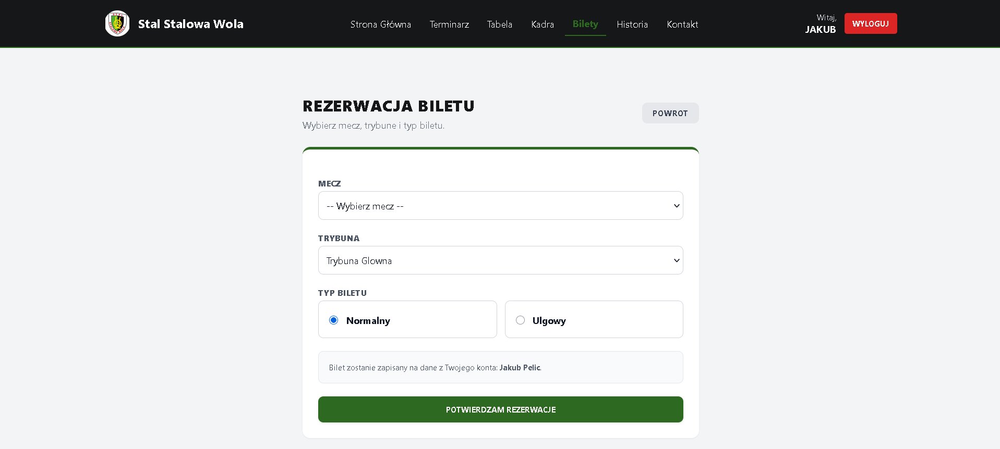 Stal Stalowa Wola
Strona Główna Terminarz Tabela Kadra Bilety Historia Kontakt
Witaj,
JAKUB
WYLOGUJ
REZERWACJA BILETU
Wybierz mecz, trybune i typ biletu.
POWROT
MECZ
-- Wybierz mecz --
TRYBUNA
Trybuna Glowna
TYP BILETU
Normalny
Ulgowy
Bilet zostanie zapisany na dane z Twojego konta: Jakub Pelic.
POTWIERDZAM REZERWACJE